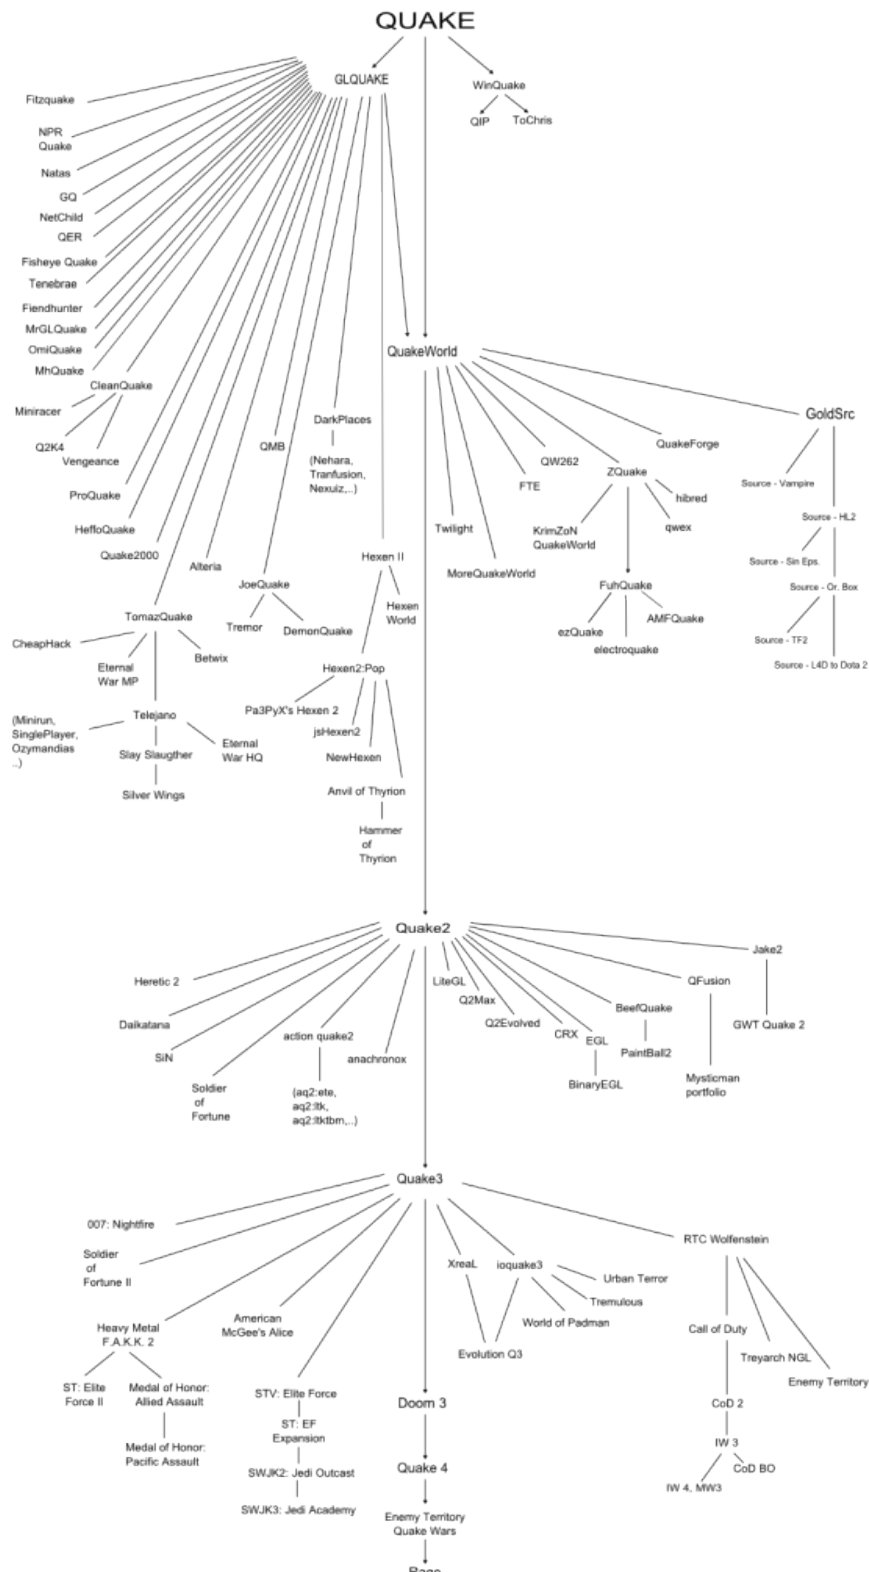 QUAKE
GLQUAKE
WinQuake
QIP
ToChris
Fitzquake
NPR
Quake
Natas
GQ
NetChild
QER
Fisheye Quake
Tenebrae
Fiendhunter
MrGLQuake
OmiQuake
MhQuake
CleanQuake
Miniracer
Q2K4
Vengeance
ProQuake
HeffoQuake
Quake2000
Alteria
QMB
DarkPlaces
(Nehara,
Tranfusion,
Nexuiz,..)
JoeQuake
Tremor
DemonQuake
TomazQuake
CheapHack
Eternal
War MP
Betwix
Telejano
(Minirun,
SinglePlayer,
Ozymandias
..)
Slay Slaugther
Eternal
War HQ
Silver Wings
Hexen II
Hexen
World
Hexen2:Pop
Pa3PyX's Hexen 2
jsHexen2
NewHexen
Anvil of Thyrion
Hammer
of
Thyrion
QuakeWorld
Twilight
MoreQuakeWorld
FTE
QW262
ZQuake
QuakeForge
hibred
qwex
KrimZoN
QuakeWorld
FuhQuake
ezQuake
electroquake
AMFQuake
GoldSrc
Source - Vampire
Source - HL2
Source - Sin Eps.
Source - Or. Box
Source - TF2
Source - L4D to Dota 2
Quake2
Heretic 2
Daikatana
SiN
Soldier
of
Fortune
action quake2
(aq2:ete,
aq2:ltk,
aq2:ltktbm,..)
anachronox
LiteGL
Q2Max
Q2Evolved
CRX
EGL
BinaryEGL
BeefQuake
PaintBall2
QFusion
Mysticman
portfolio
Jake2
GWT Quake 2
Quake3
007: Nightfire
Soldier
of
Fortune II
Heavy Metal
F.A.K.K. 2
ST: Elite
Force II
Medal of Honor:
Allied Assault
Medal of Honor:
Pacific Assault
American
McGee's Alice
STV: Elite Force
ST: EF
Expansion
SWJK2: Jedi Outcast
SWJK3: Jedi Academy
XreaL
ioquake3
Urban Terror
Tremulous
World of Padman
Evolution Q3
RTC Wolfenstein
Call of Duty
Treyarch NGL
Enemy Territory
CoD 2
IW 3
CoD BO
IW 4, MW3
Doom 3
Quake 4
Enemy Territory
Quake Wars
Rage